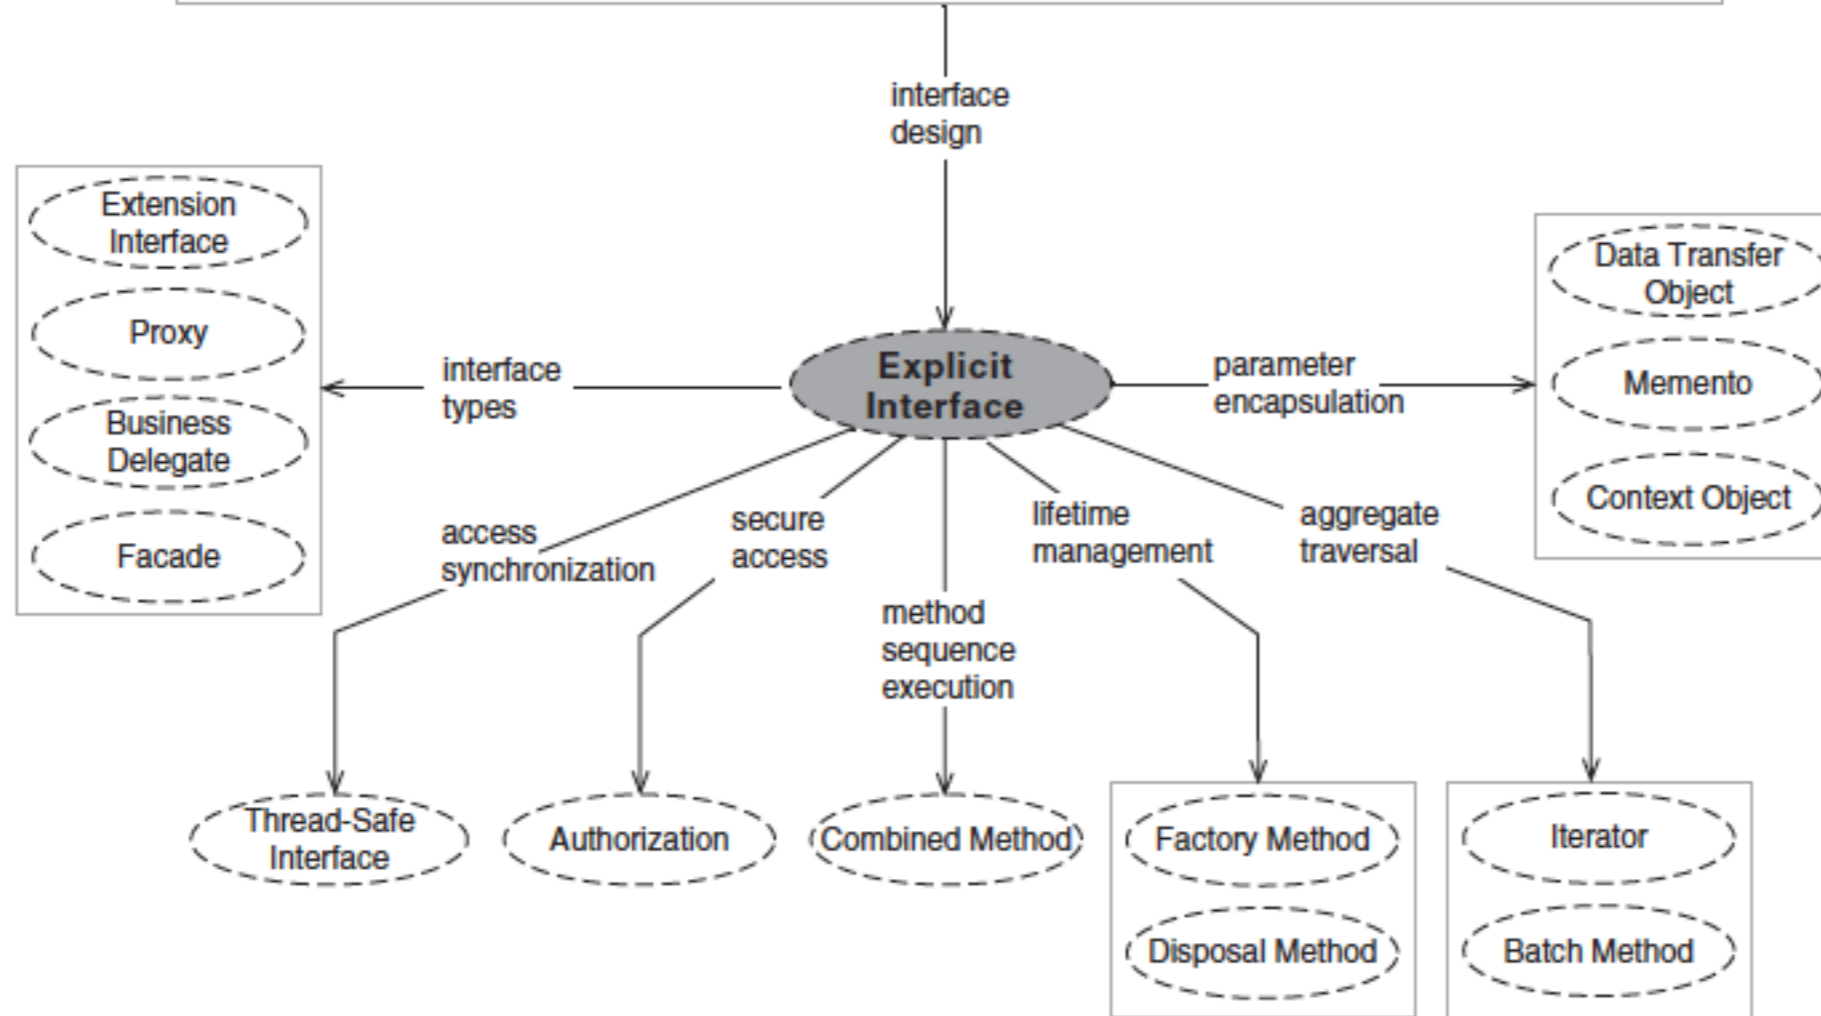 interface
design
Extension
Interface
Proxy
Business
Delegate
Facade
interface
types
Explicit
Interface
parameter
encapsulation
Data Transfer
Object
Memento
Context Object
access
synchronization
secure
access
method
sequence
execution
lifetime
management
aggregate
traversal
Thread-Safe
Interface
Authorization
Combined Method
Factory Method
Disposal Method
Iterator
Batch Method